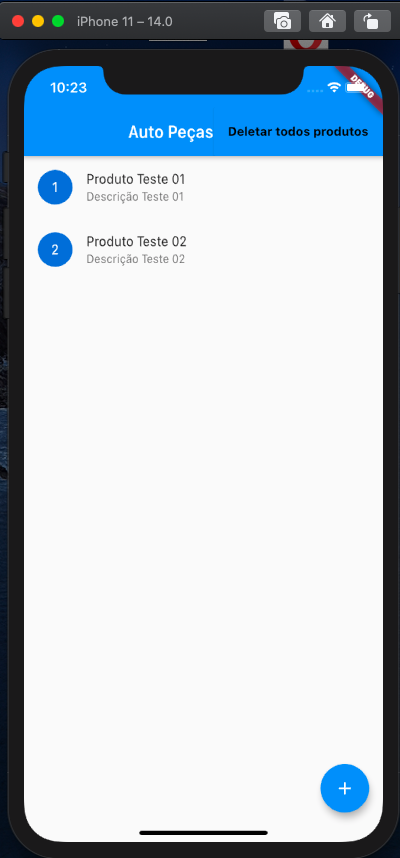 iPhone 11 – 14.0
10:23
DEBUG
Auto Peças
Deletar todos produtos
1
Produto Teste 01
Descrição Teste 01
2
Produto Teste 02
Descrição Teste 02
+